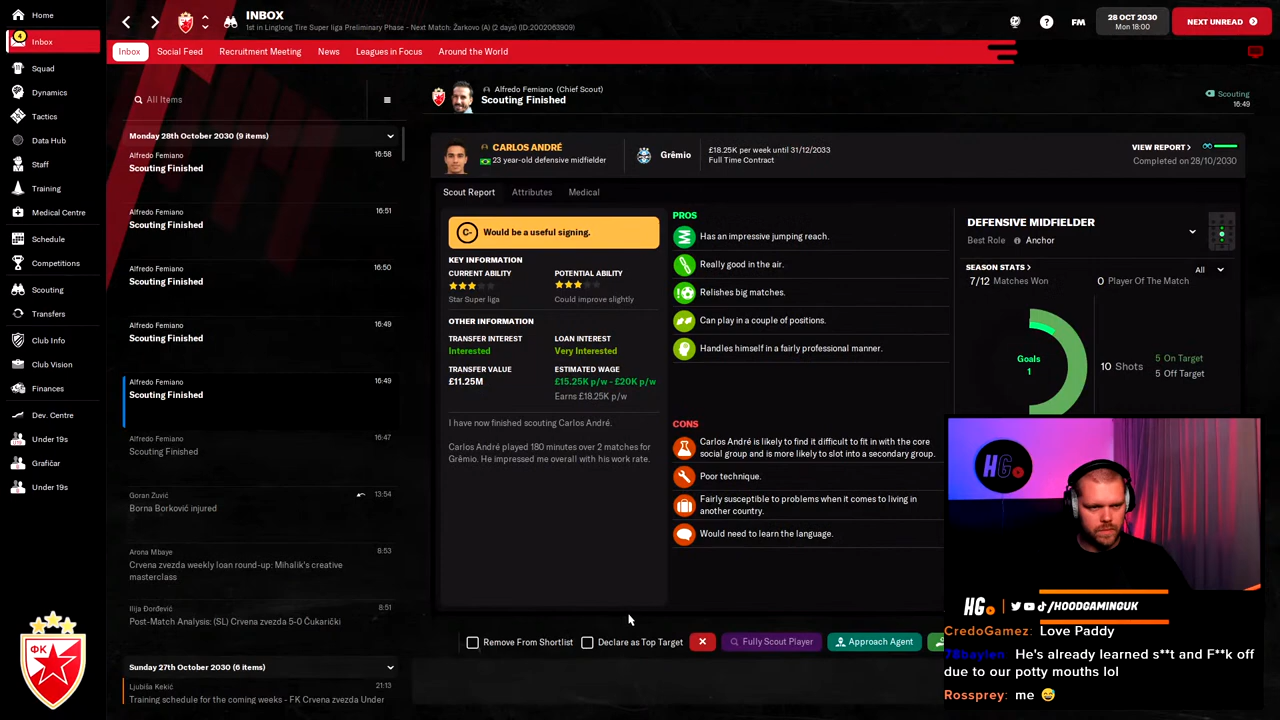 Home
4
Inbox
Squad
Dynamics
Tactics
Data Hub
Staff
Training
Medical Centre
Schedule
Competitions
Scouting
Transfers
Club Info
Club Vision
Finances
Dev. Centre
Under 19s
Grafičar
Under 19s
INBOX
1st in Linglong Tire Super liga Preliminary Phase - Next Match: Žarkovo (A) (2 days) (ID:2002063909)
?
FM
28 OCT 2030
Mon 18:00
NEXT UNREAD
Inbox
Social Feed
Recruitment Meeting
News
Leagues in Focus
Around the World
All Items
Monday 28th October 2030 (9 items)
Alfredo Femiano 16:58
Scouting Finished
Alfredo Femiano 16:51
Scouting Finished
Alfredo Femiano 16:50
Scouting Finished
Alfredo Femiano 16:49
Scouting Finished
Alfredo Femiano 16:49
Scouting Finished
Alfredo Femiano 16:47
Scouting Finished
Goran Žuvić 13:54
Borna Borković injured
Arona Mbaye 8:53
Crvena zvezda weekly loan round-up: Mihalik's creative
masterclass
Ilija Đorđević 8:51
Post-Match Analysis: (SL) Crvena zvezda 5-0 Čukarički
Sunday 27th October 2030 (6 items)
Ljubiša Kekić 21:13
Training schedule for the coming weeks - FK Crvena zvezda Under
Alfredo Femiano (Chief Scout)
Scouting Finished
Scouting
16:49
CARLOS ANDRÉ
23 year-old defensive midfielder
Grêmio
£18.25K per week until 31/12/2033
Full Time Contract
VIEW REPORT >
Completed on 28/10/2030
Scout Report
Attributes
Medical
C-
Would be a useful signing.
KEY INFORMATION
CURRENT ABILITY
POTENTIAL ABILITY
Star Super liga
Could improve slightly
OTHER INFORMATION
TRANSFER INTEREST
LOAN INTEREST
Interested
Very Interested
TRANSFER VALUE
ESTIMATED WAGE
£11.25M
£15.25K p/w - £20K p/w
Earns £18.25K p/w
I have now finished scouting Carlos André.
Carlos André played 180 minutes over 2 matches for
Grêmio. He impressed me overall with his work rate.
PROS
Has an impressive jumping reach.
Really good in the air.
Relishes big matches.
Can play in a couple of positions.
Handles himself in a fairly professional manner.
CONS
Carlos André is likely to find it difficult to fit in with the core
social group and is more likely to slot into a secondary group.
Poor technique.
Fairly susceptible to problems when it comes to living in
another country.
Would need to learn the language.
DEFENSIVE MIDFIELDER
Best Role Anchor
SEASON STATS >
All
7/12 Matches Won
0 Player Of The Match
Goals
1
10 Shots
5 On Target
5 Off Target
Remove From Shortlist
Declare as Top Target
Fully Scout Player
Approach Agent
HG
HG
/HOODGAMINGUK
CredoGamez: Love Paddy
He's already learned s**t and F**k off
due to our potty mouths lol
Rossprey: me
ФК